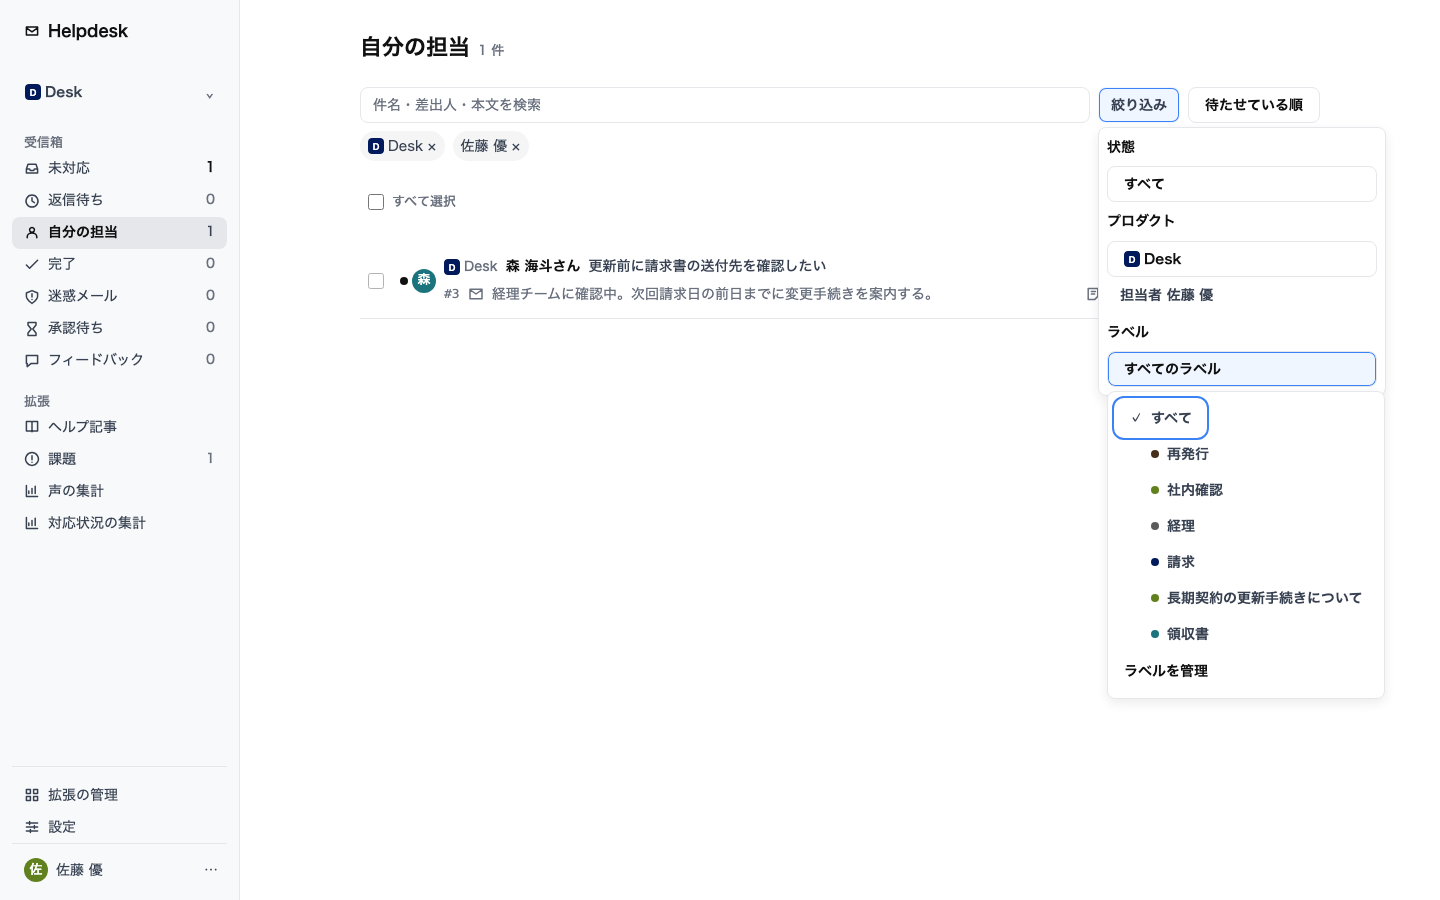 Helpdesk
D Desk
受信箱
未対応 1
返信待ち 0
自分の担当 1
完了 0
迷惑メール 0
承認待ち 0
フィードバック 0
拡張
ヘルプ記事
課題 1
声の集計
対応状況の集計
拡張の管理
設定
佐 佐藤 優 …
自分の担当 1 件
件名・差出人・本文を検索
絞り込み
待たせている順
D Desk × 佐藤 優 ×
すべて選択
森 D Desk 森 海斗さん 更新前に請求書の送付先を確認したい
#3 経理チームに確認中。次回請求日の前日までに変更手続きを案内する。
状態
すべて
プロダクト
D Desk
担当者 佐藤 優
ラベル
すべてのラベル
✓ すべて
再発行
社内確認
経理
請求
長期契約の更新手続きについて
領収書
ラベルを管理